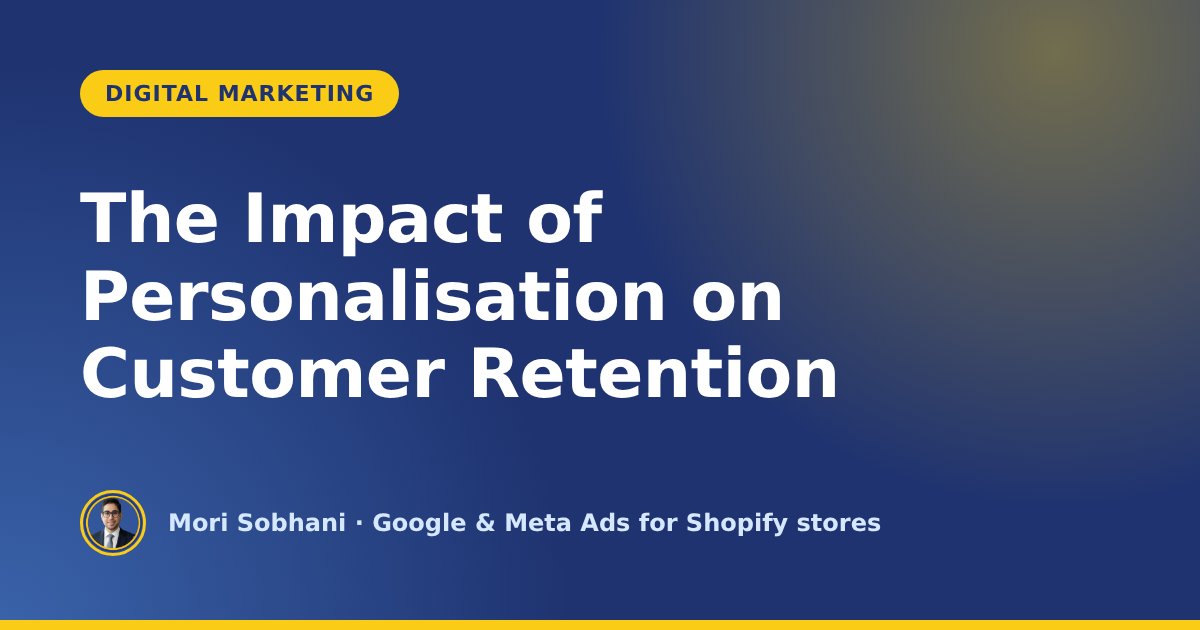 DIGITAL MARKETING
The Impact of
Personalisation on
Customer Retention
Mori Sobhani · Google & Meta Ads for Shopify stores